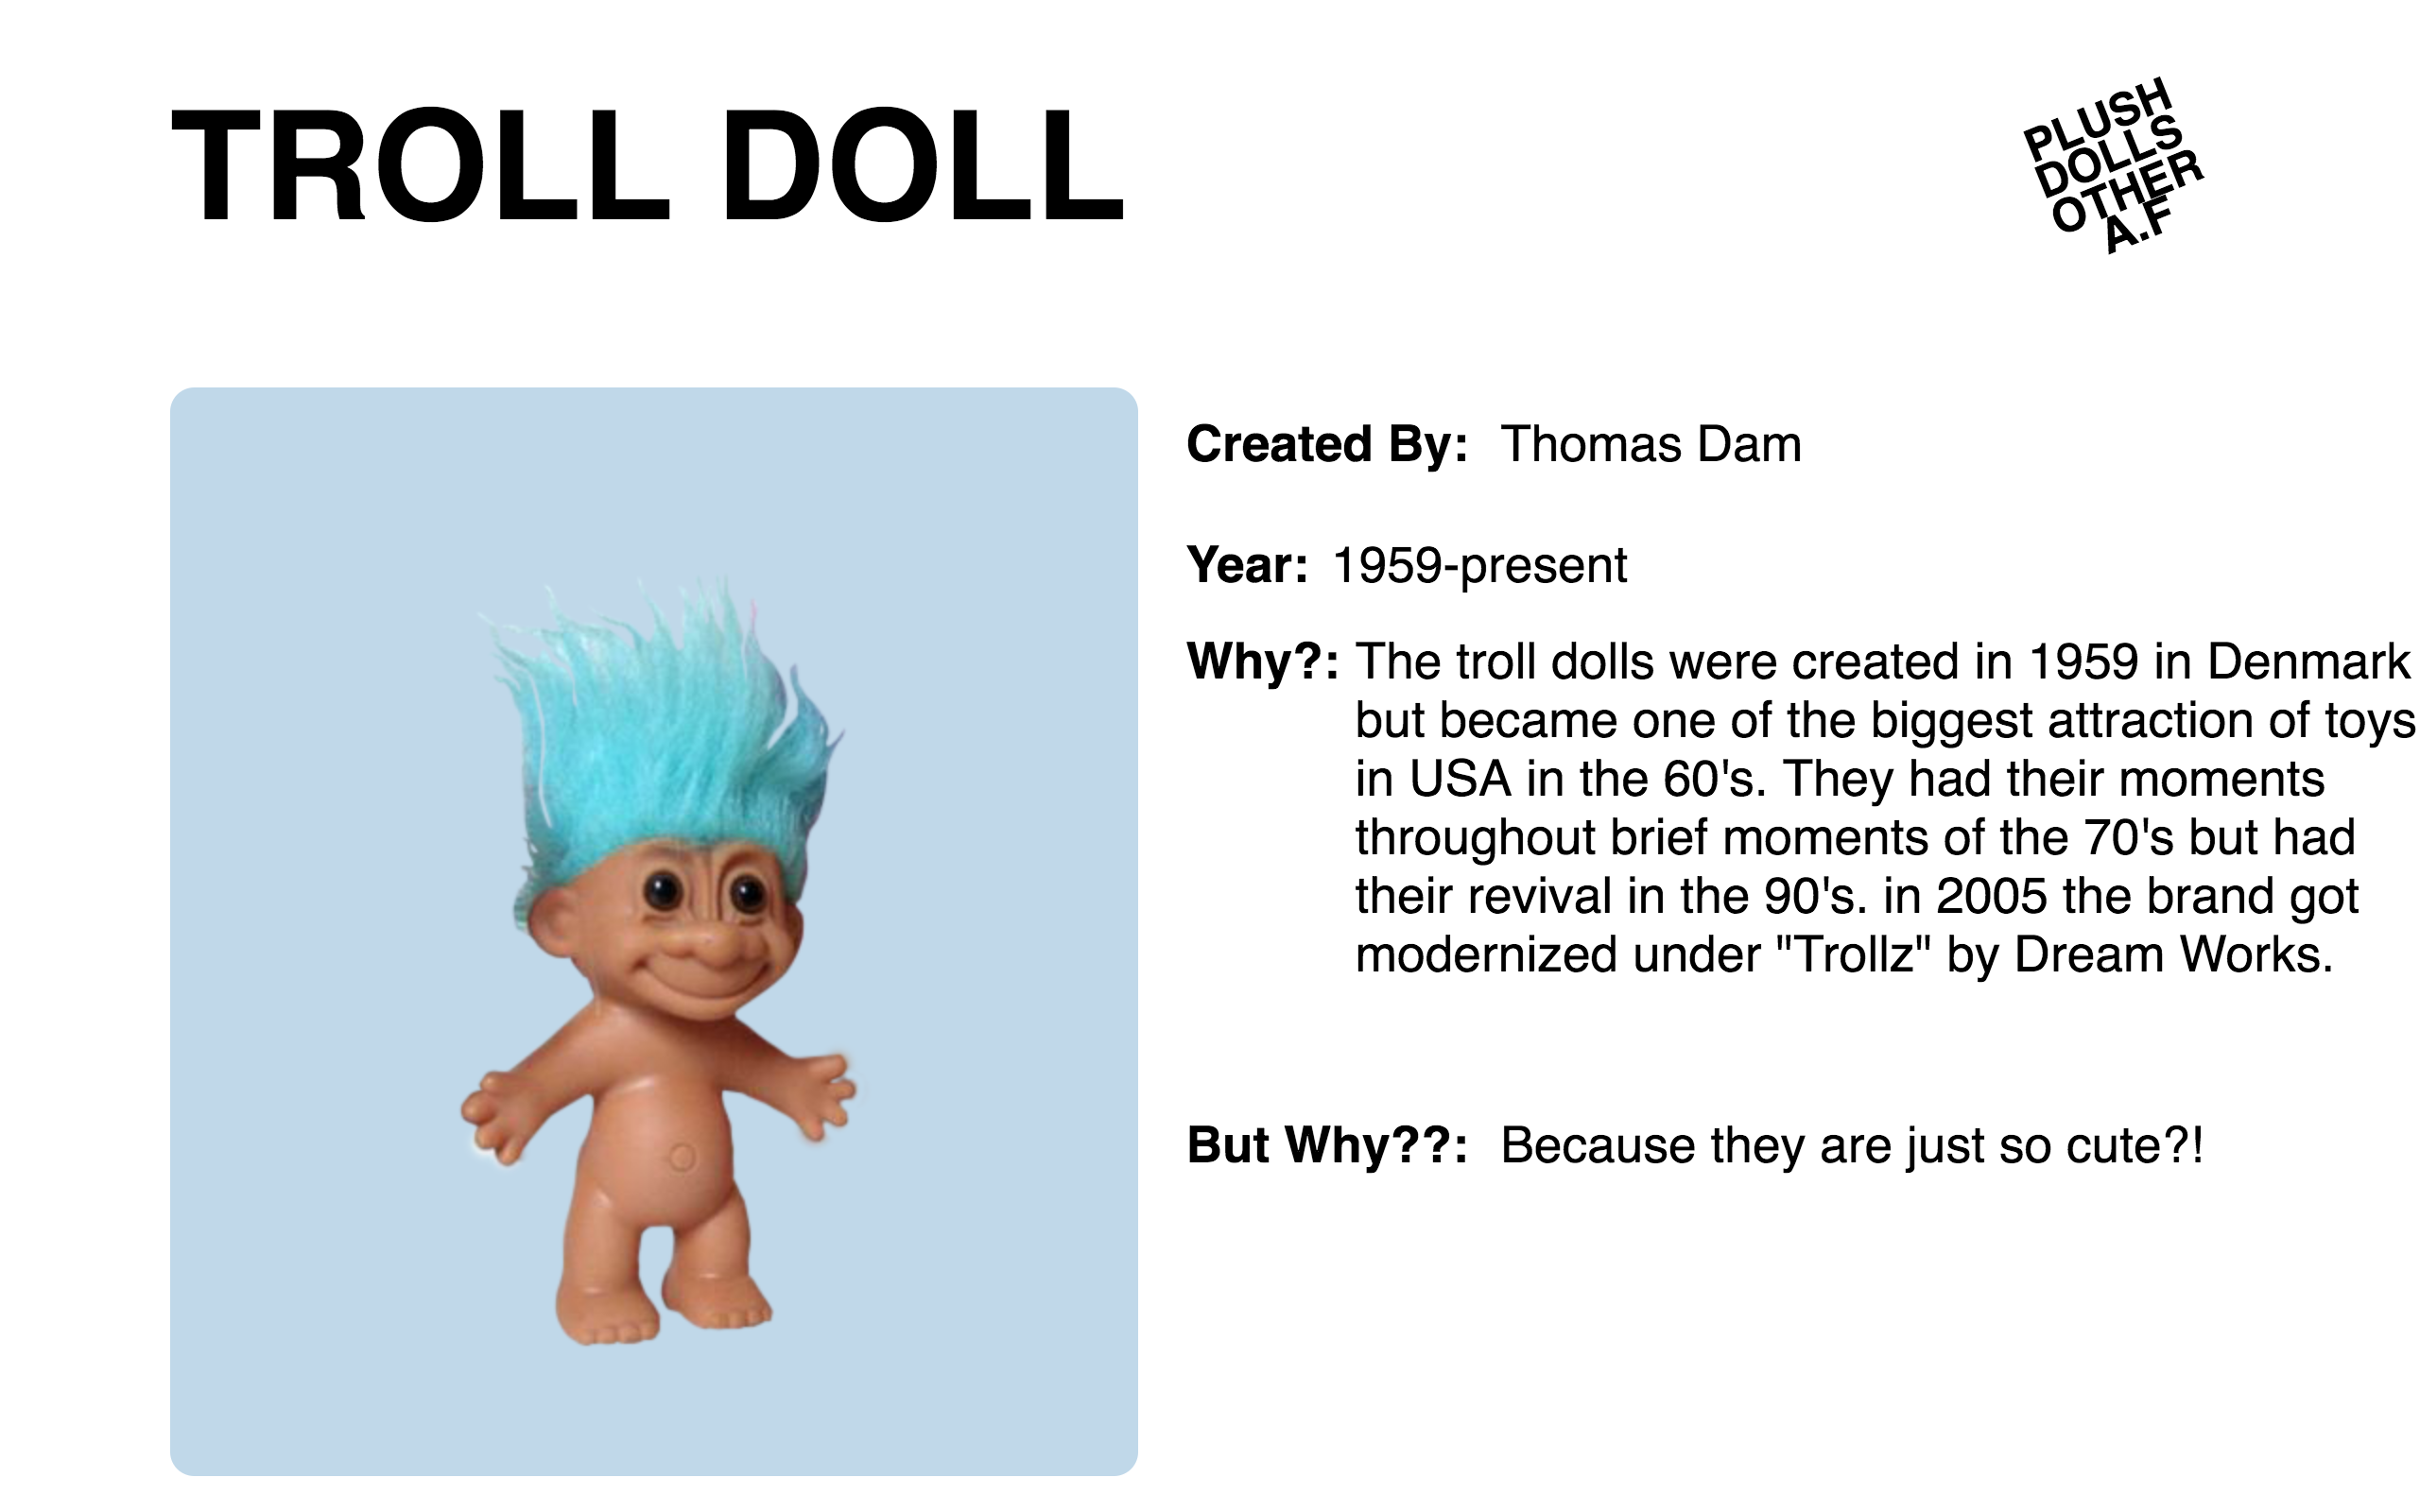 TROLL DOLL
PLUSH
DOLLS
OTHER
A.F
Created By: Thomas Dam
Year: 1959-present
Why?: The troll dolls were created in 1959 in Denmark
but became one of the biggest attraction of toys
in USA in the 60's. They had their moments
throughout brief moments of the 70's but had
their revival in the 90's. in 2005 the brand got
modernized under "Trollz" by Dream Works.
But Why??: Because they are just so cute?!